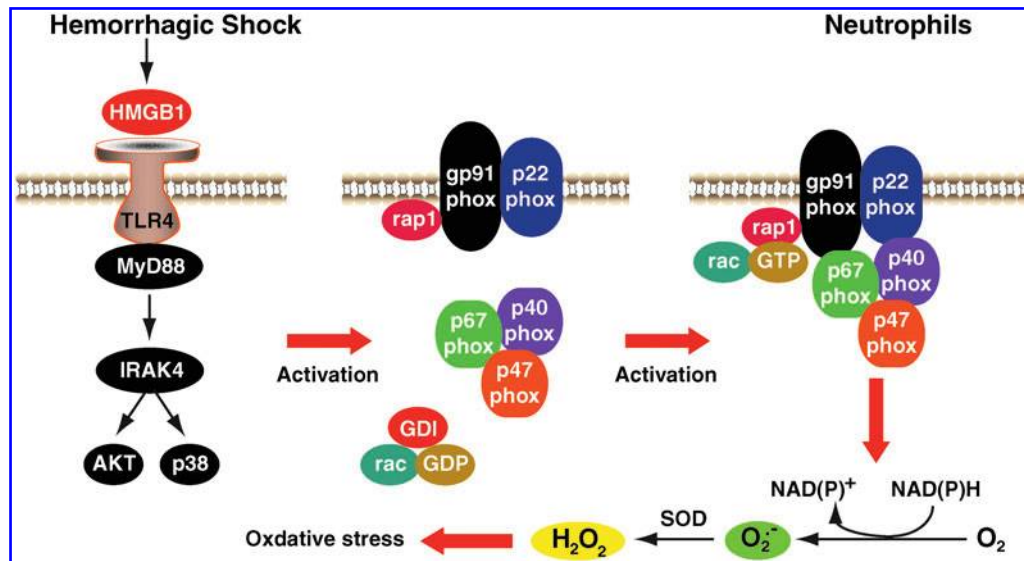 Hemorrhagic Shock
Neutrophils
HMGB1
TLR4
MyD88
IRAK4
AKT
p38
Activation
gp91
phox
p22
phox
rap1
p67
phox
p40
phox
p47
phox
GDI
rac
GDP
Activation
gp91
phox
p22
phox
rap1
rac
GTP
p67
phox
p40
phox
p47
phox
NAD(P)⁺
NAD(P)H
O₂
O₂·⁻
SOD
H₂O₂
Oxdative stress